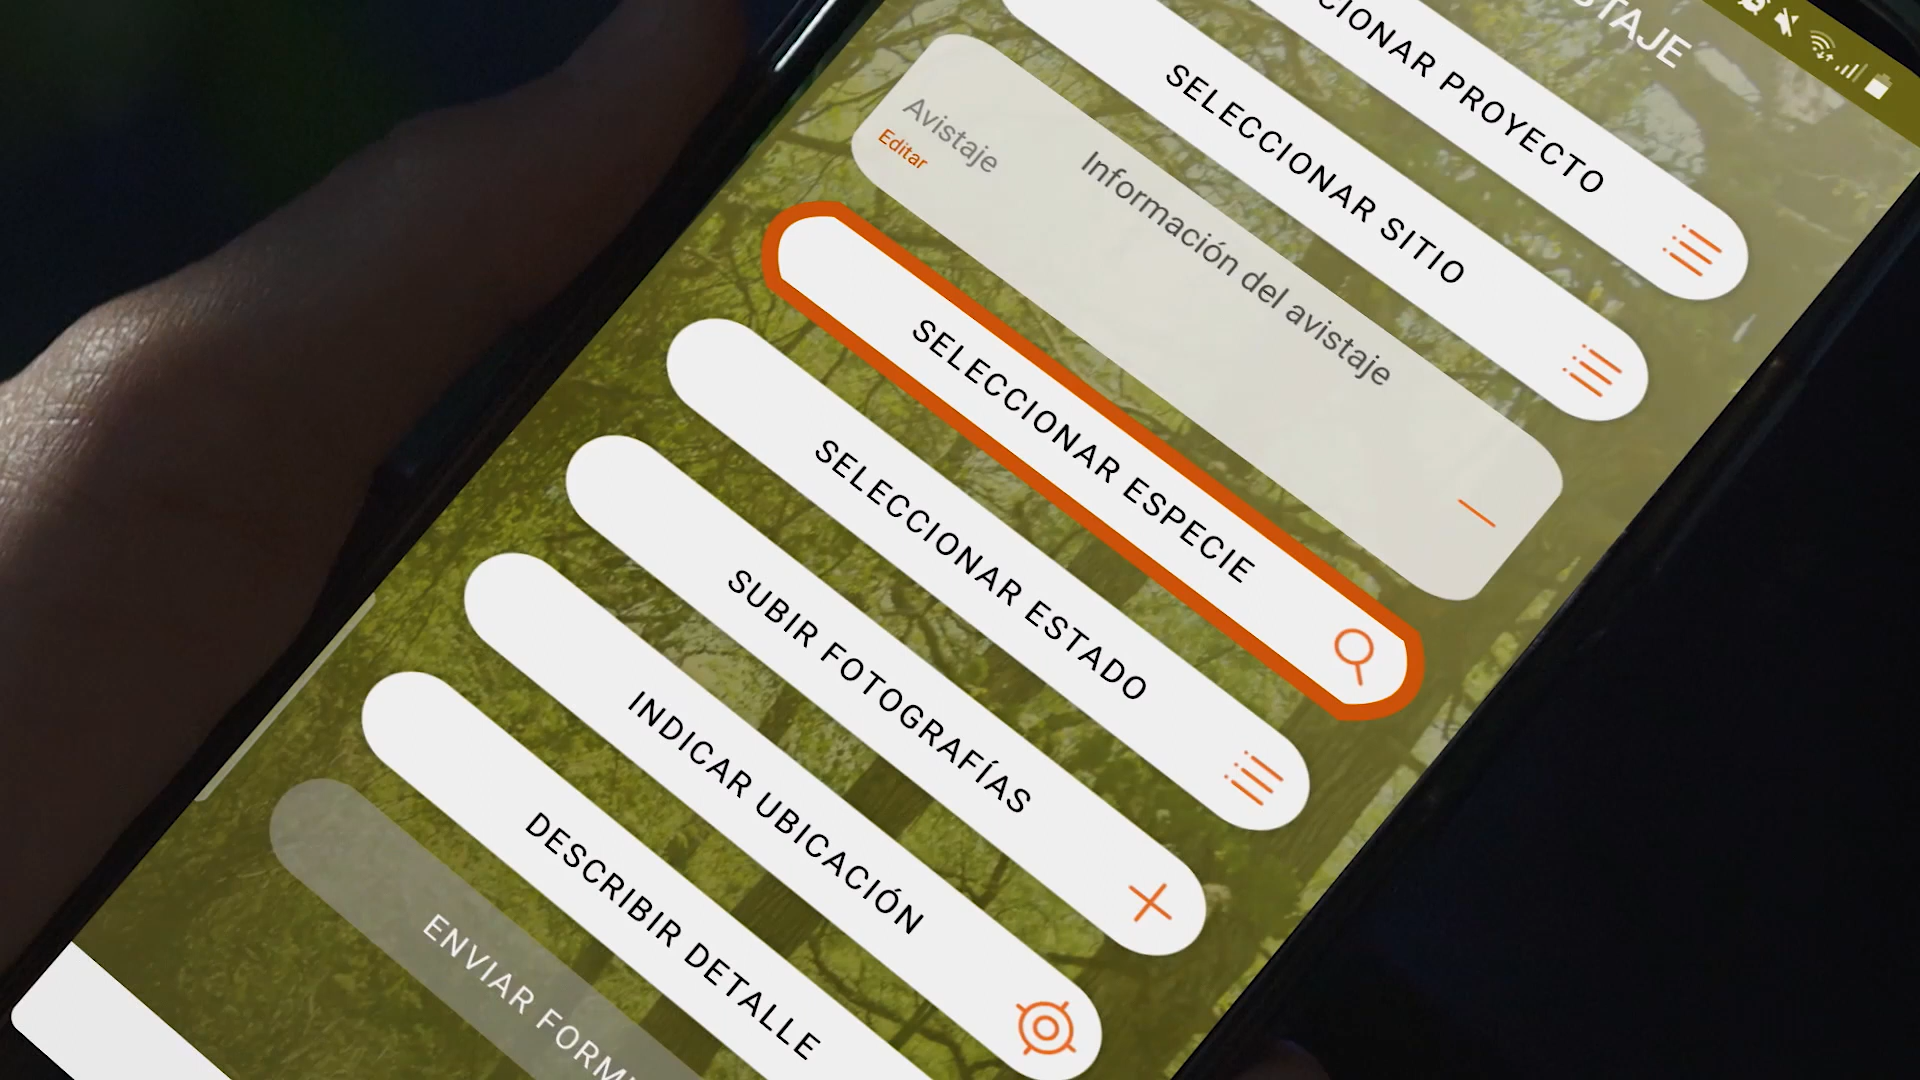 STAJE
CIONAR PROYECTO
SELECCIONAR SITIO
Avistaje
Editar
Información del avistaje
SELECCIONAR ESPECIE
SELECCIONAR ESTADO
SUBIR FOTOGRAFÍAS
INDICAR UBICACIÓN
DESCRIBIR DETALLE
ENVIAR FORM